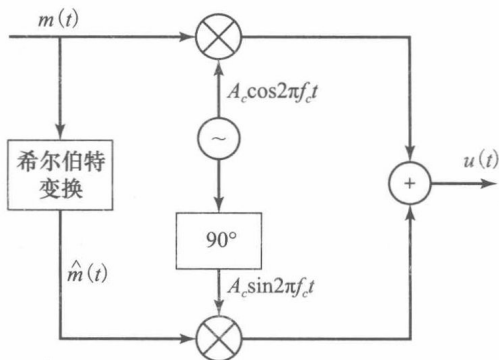 m(t)
A_c cos2πf_c t
u(t)
希尔伯特
变换
~
+
90°
m̂(t)
A_c sin2πf_c t